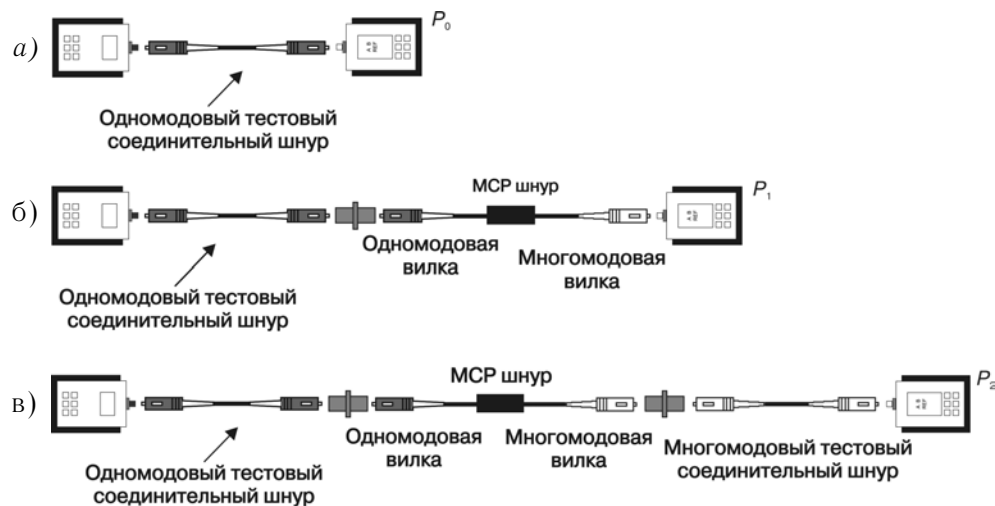 а)
P₀
Одномодовый тестовый
соединительный шнур
б)
МСР шнур
P₁
Одномодовая
вилка
Многомодовая
вилка
Одномодовый тестовый
соединительный шнур
в)
МСР шнур
P₂
Одномодовая
вилка
Многомодовая
вилка
Многомодовый тестовый
соединительный шнур
Одномодовый тестовый
соединительный шнур